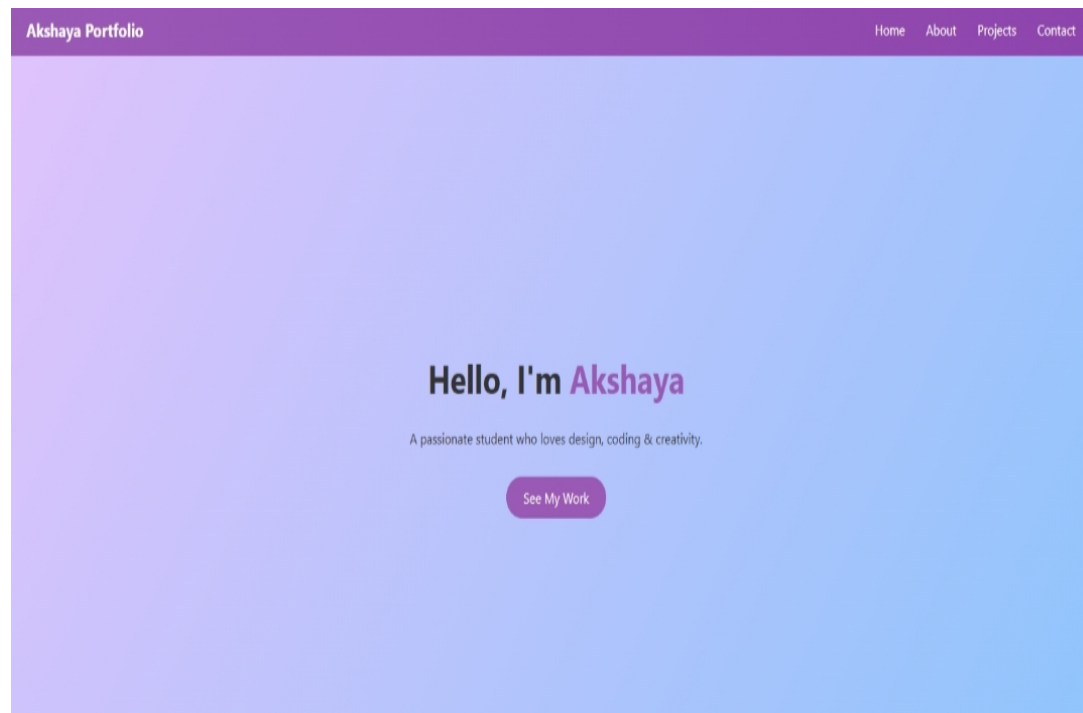 Akshaya Portfolio
Home About Projects Contact
Hello, I'm Akshaya
A passionate student who loves design, coding & creativity.
See My Work